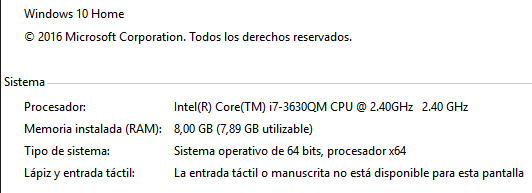 Windows 10 Home
© 2016 Microsoft Corporation. Todos los derechos reservados.
Sistema
Procesador: Intel(R) Core(TM) i7-3630QM CPU @ 2.40GHz 2.40 GHz
Memoria instalada (RAM): 8,00 GB (7,89 GB utilizable)
Tipo de sistema: Sistema operativo de 64 bits, procesador x64
Lápiz y entrada táctil: La entrada táctil o manuscrita no está disponible para esta pantalla